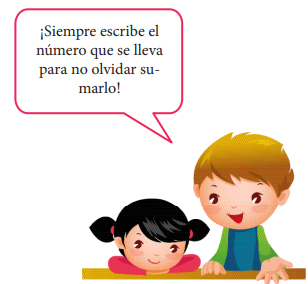 ¡Siempre escribe el
número que se lleva
para no olvidar su-
marlo!